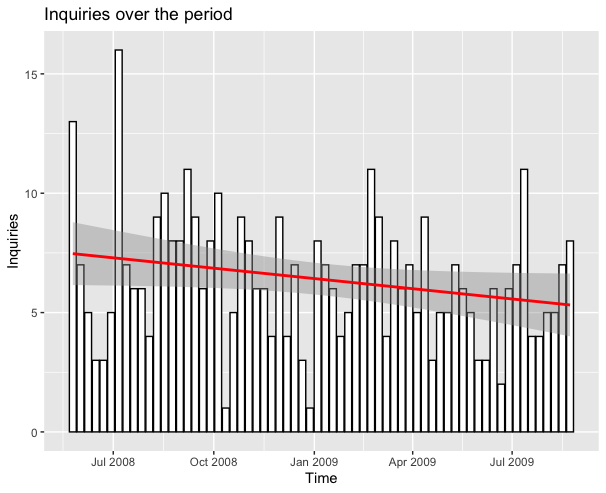 Inquiries over the period
Inquiries
15
10
5
0
Jul 2008 Oct 2008 Jan 2009 Apr 2009 Jul 2009
Time